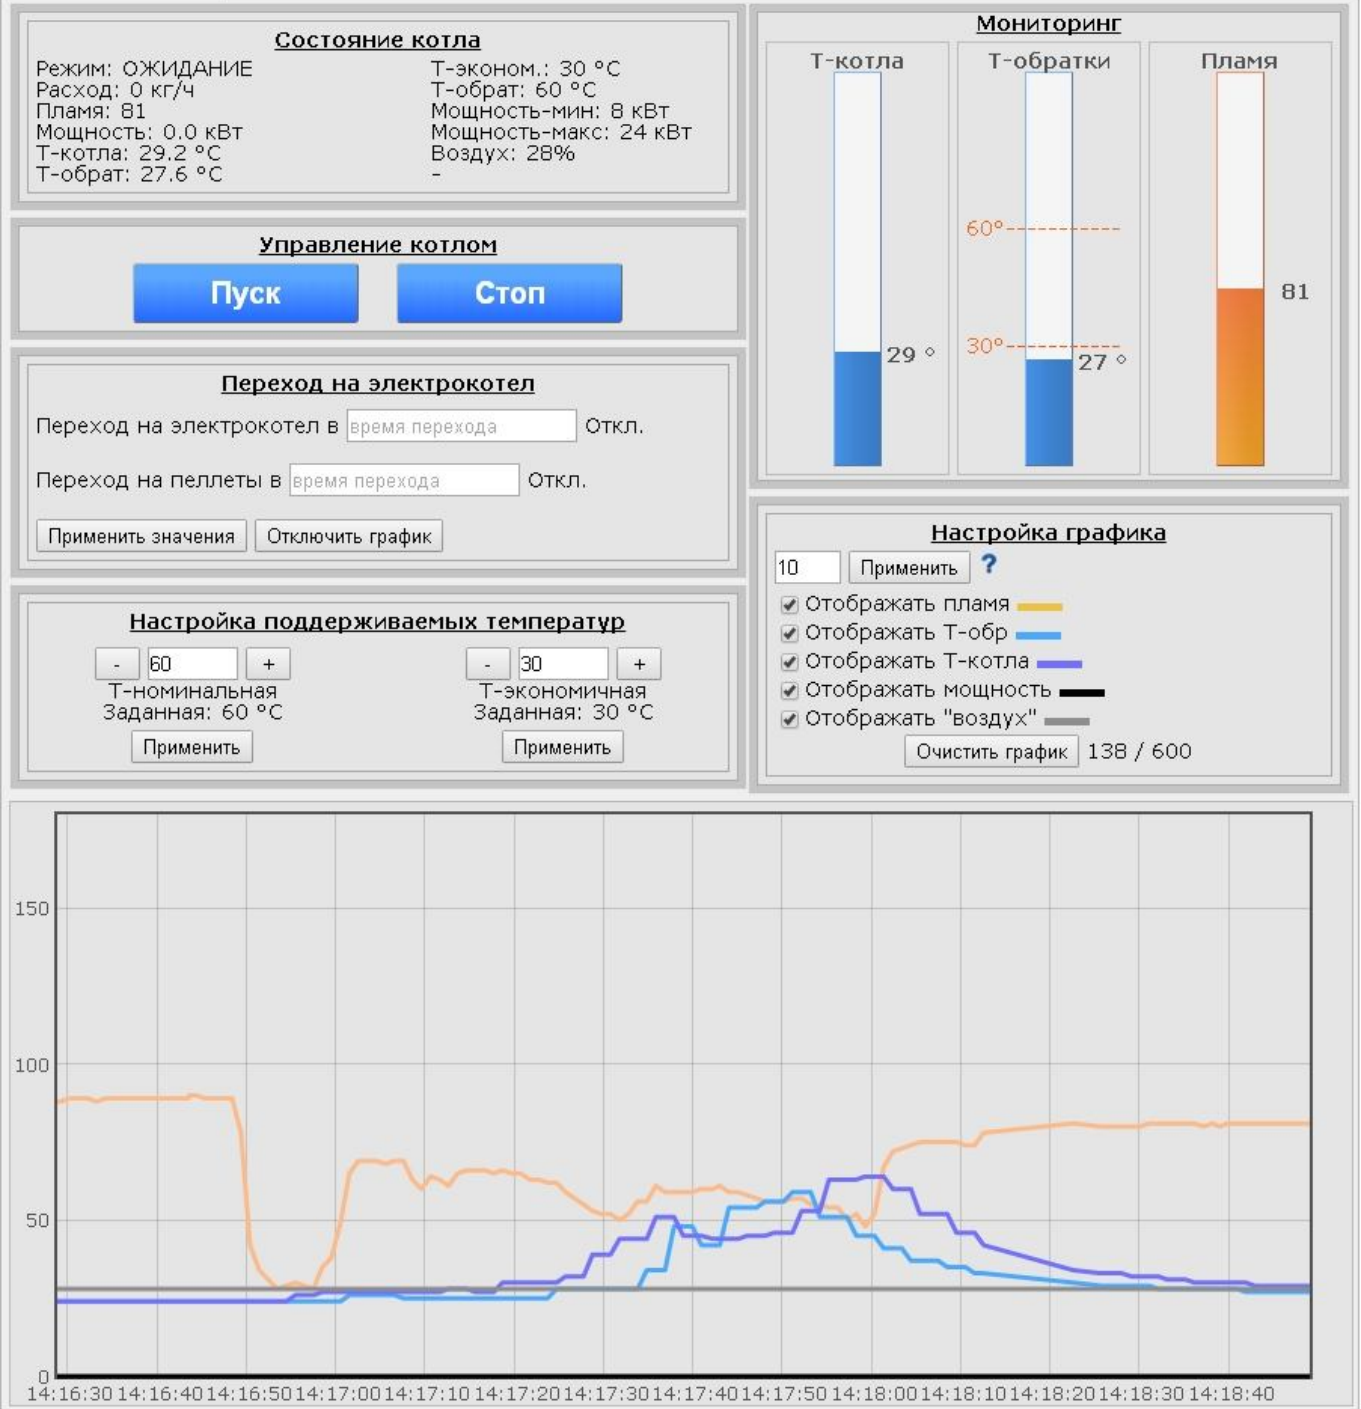 Состояние котла
Режим: ОЖИДАНИЕ
Расход: 0 кг/ч
Пламя: 81
Мощность: 0.0 кВт
Т-котла: 29.2 °C
Т-обрат: 27.6 °C
Т-эконом.: 30 °C
Т-обрат: 60 °C
Мощность-мин: 8 кВт
Мощность-макс: 24 кВт
Воздух: 28%
-
Управление котлом
Пуск Стоп
Переход на электрокотел
Переход на электрокотел в время перехода Откл.
Переход на пеллеты в время перехода Откл.
Применить значения Отключить график
Настройка поддерживаемых температур
- 60 +
Т-номинальная
Заданная: 60 °C
Применить
- 30 +
Т-экономичная
Заданная: 30 °C
Применить
Мониторинг
Т-котла Т-обратки Пламя
60°
81
30°
29 °
27 °
Настройка графика
10 Применить ?
Отображать пламя
Отображать Т-обр
Отображать Т-котла
Отображать мощность
Отображать "воздух"
Очистить график 138 / 600
150
100
50
0
14:16:30 14:16:40 14:16:50 14:17:00 14:17:10 14:17:20 14:17:30 14:17:40 14:17:50 14:18:00 14:18:10 14:18:20 14:18:30 14:18:40